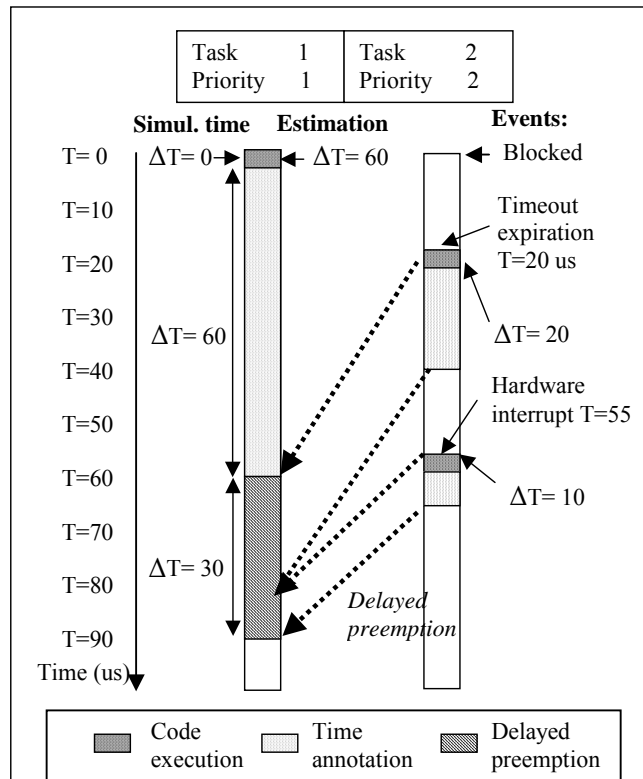 Task 1 Task 2
Priority 1 Priority 2
Simul. time Estimation Events:
T= 0 ΔT= 0 ΔT= 60 Blocked
T=10
Timeout
expiration
T=20 T=20 us
T=30
ΔT= 20
ΔT= 60
T=40
Hardware
interrupt T=55
T=50
T=60
ΔT= 10
T=70
ΔT= 30
T=80
Delayed
preemption
T=90
Time (us)
Code
execution
Time
annotation
Delayed
preemption